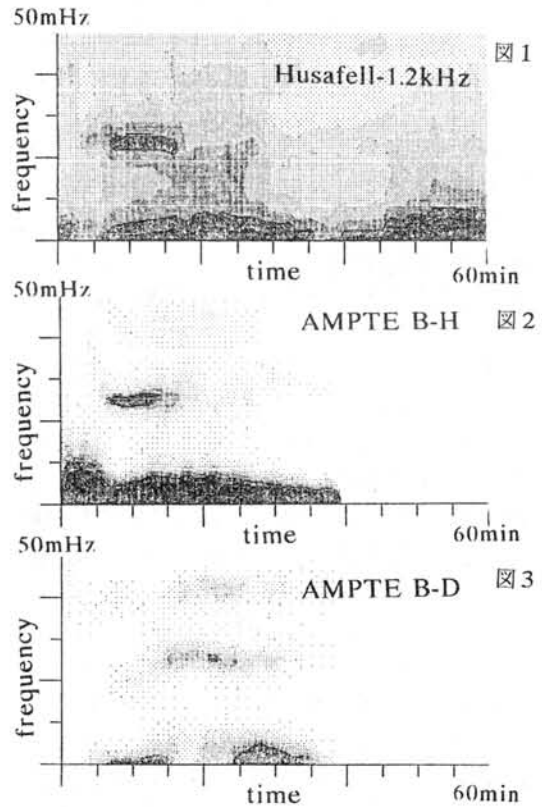 50mHz
図1
Husafell-1.2kHz
frequency
time
60min
50mHz
AMPTE B-H 図2
frequency
time
60min
50mHz
AMPTE B-D 図3
frequency
time
60min